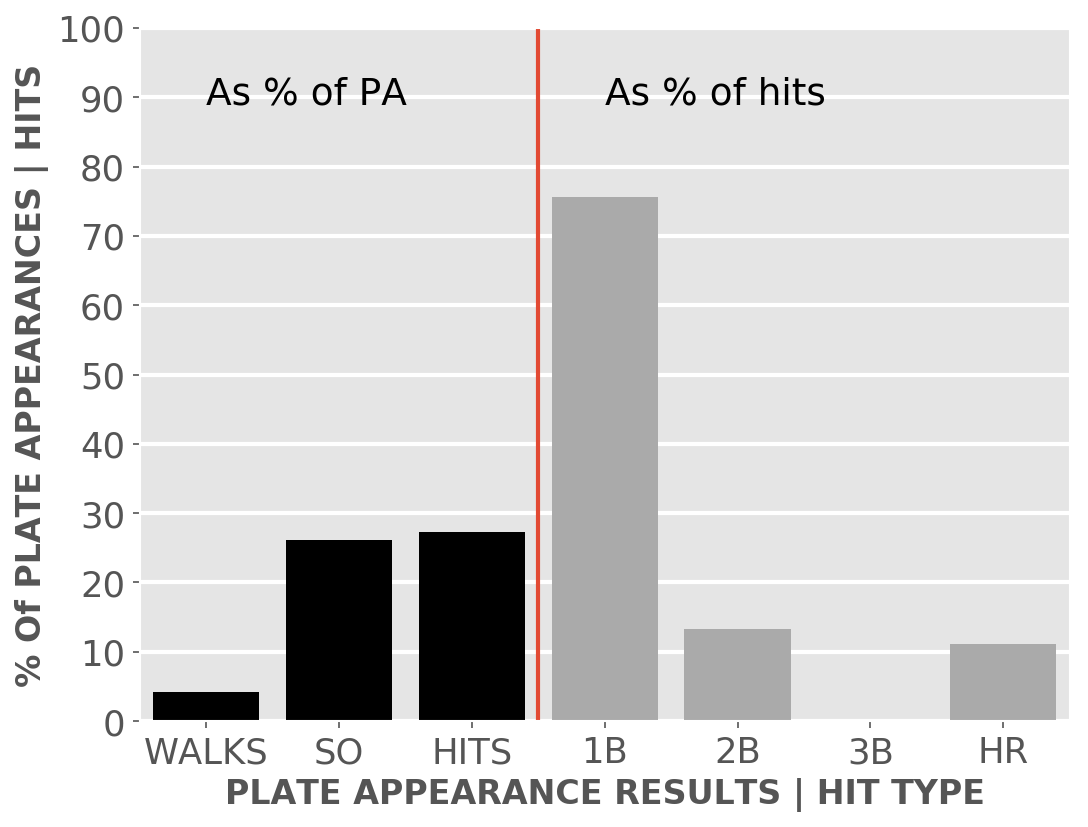 % Of PLATE APPEARANCES | HITS
100
90
80
70
60
50
40
30
20
10
0
As % of PA
As % of hits
WALKS SO HITS 1B 2B 3B HR
PLATE APPEARANCE RESULTS | HIT TYPE